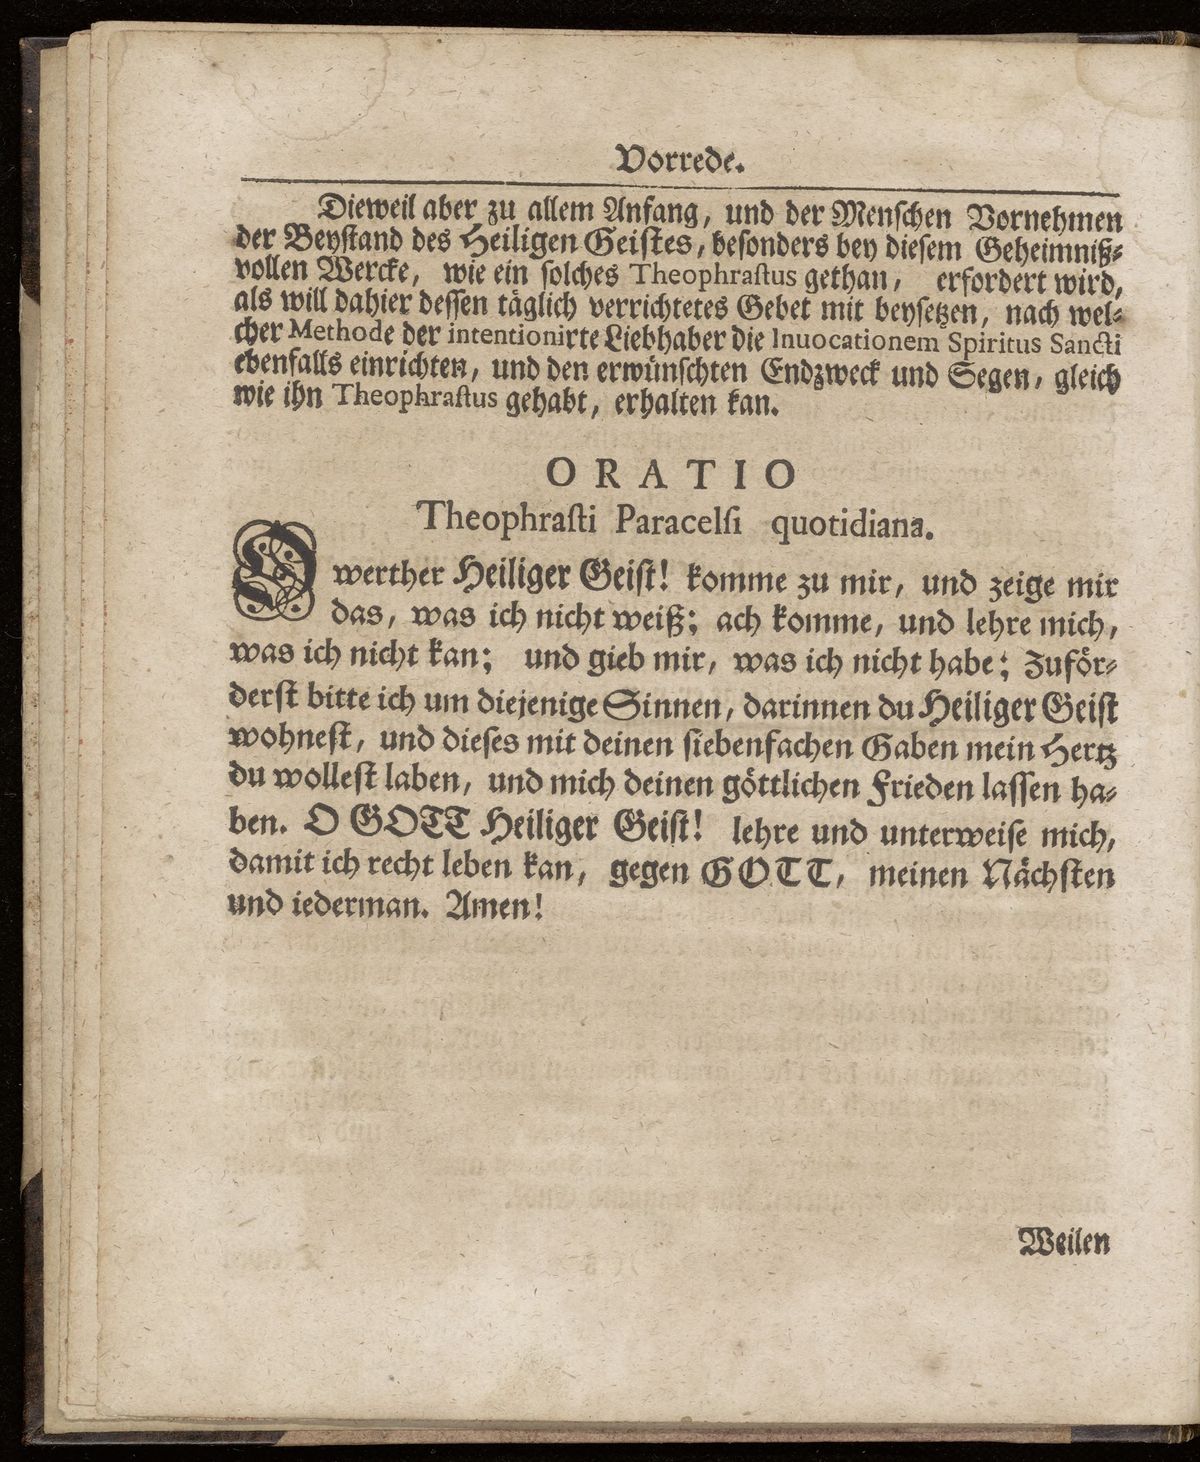 Vorrede.
Dieweil aber zu allem Anfang, und der Menschen Vornehmen
der Beystand des Heiligen Geistes, besonders bey diesem Geheimniß-
vollen Wercke, wie ein solches Theophrastus gethan, erfordert wird,
als will dahier dessen täglich verrichtetes Gebet mit beysetzen, nach wel-
cher Methode der intentionirte Liebhaber die Inuocationem Spiritus Sancti
ebenfalls einrichten, und den erwünschten Endzweck und Segen, gleich
wie ihn Theophrastus gehabt, erhalten kan.
ORATIO
Theophrasti Paracelsi quotidiana.
O werther Heiliger Geist! komme zu mir, und zeige mir
das, was ich nicht weiß; ach komme, und lehre mich,
was ich nicht kan; und gieb mir, was ich nicht habe; Zuför-
derst bitte ich um diejenige Sinnen, darinnen du Heiliger Geist
wohnest, und dieses mit deinen siebenfachen Gaben mein Hertz
du wollest laben, und mich deinen göttlichen Frieden lassen ha-
ben. O GOTT Heiliger Geist! lehre und unterweise mich,
damit ich recht leben kan, gegen GOTT, meinen Nächsten
und iederman. Amen!
Weilen